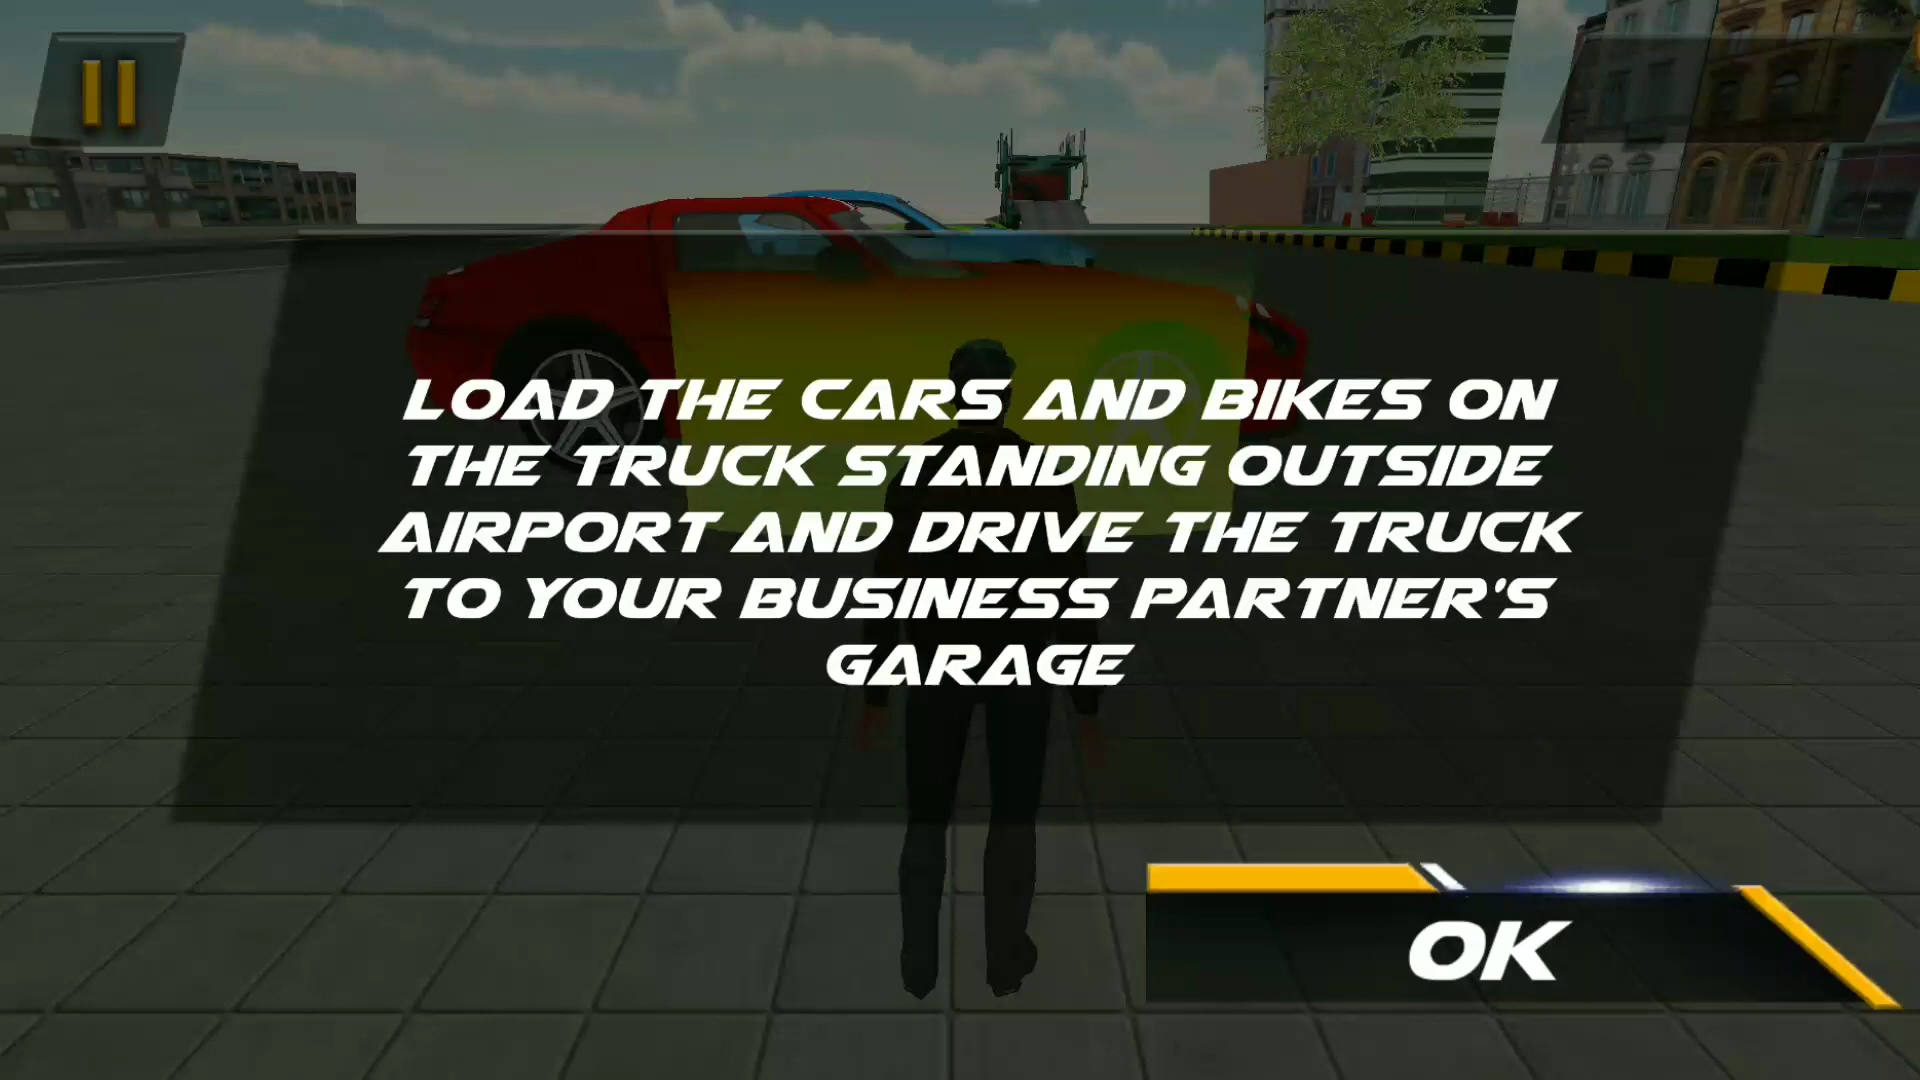 LOAD THE CARS AND BIKES ON
THE TRUCK STANDING OUTSIDE
AIRPORT AND DRIVE THE TRUCK
TO YOUR BUSINESS PARTNER'S
GARAGE
OK